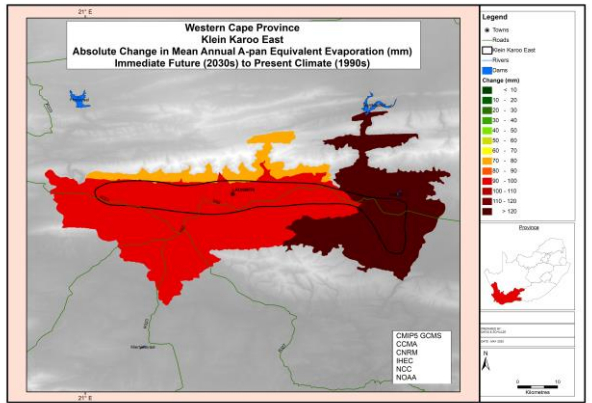 21° E
Western Cape Province
Klein Karoo East
Absolute Change in Mean Annual A-pan Equivalent Evaporation (mm)
Immediate Future (2030s) to Present Climate (1990s)
CMIP5 GCMS
CCMA
CNRM
IHEC
NCC
NOAA
21° E
Legend
Towns
Roads
Klein Karoo East
Rivers
Dams
Change (mm)
< 10
10 - 20
20 - 30
30 - 40
40 - 50
50 - 60
60 - 70
70 - 80
80 - 90
90 - 100
100 - 110
110 - 120
> 120
N
0
Kilometres